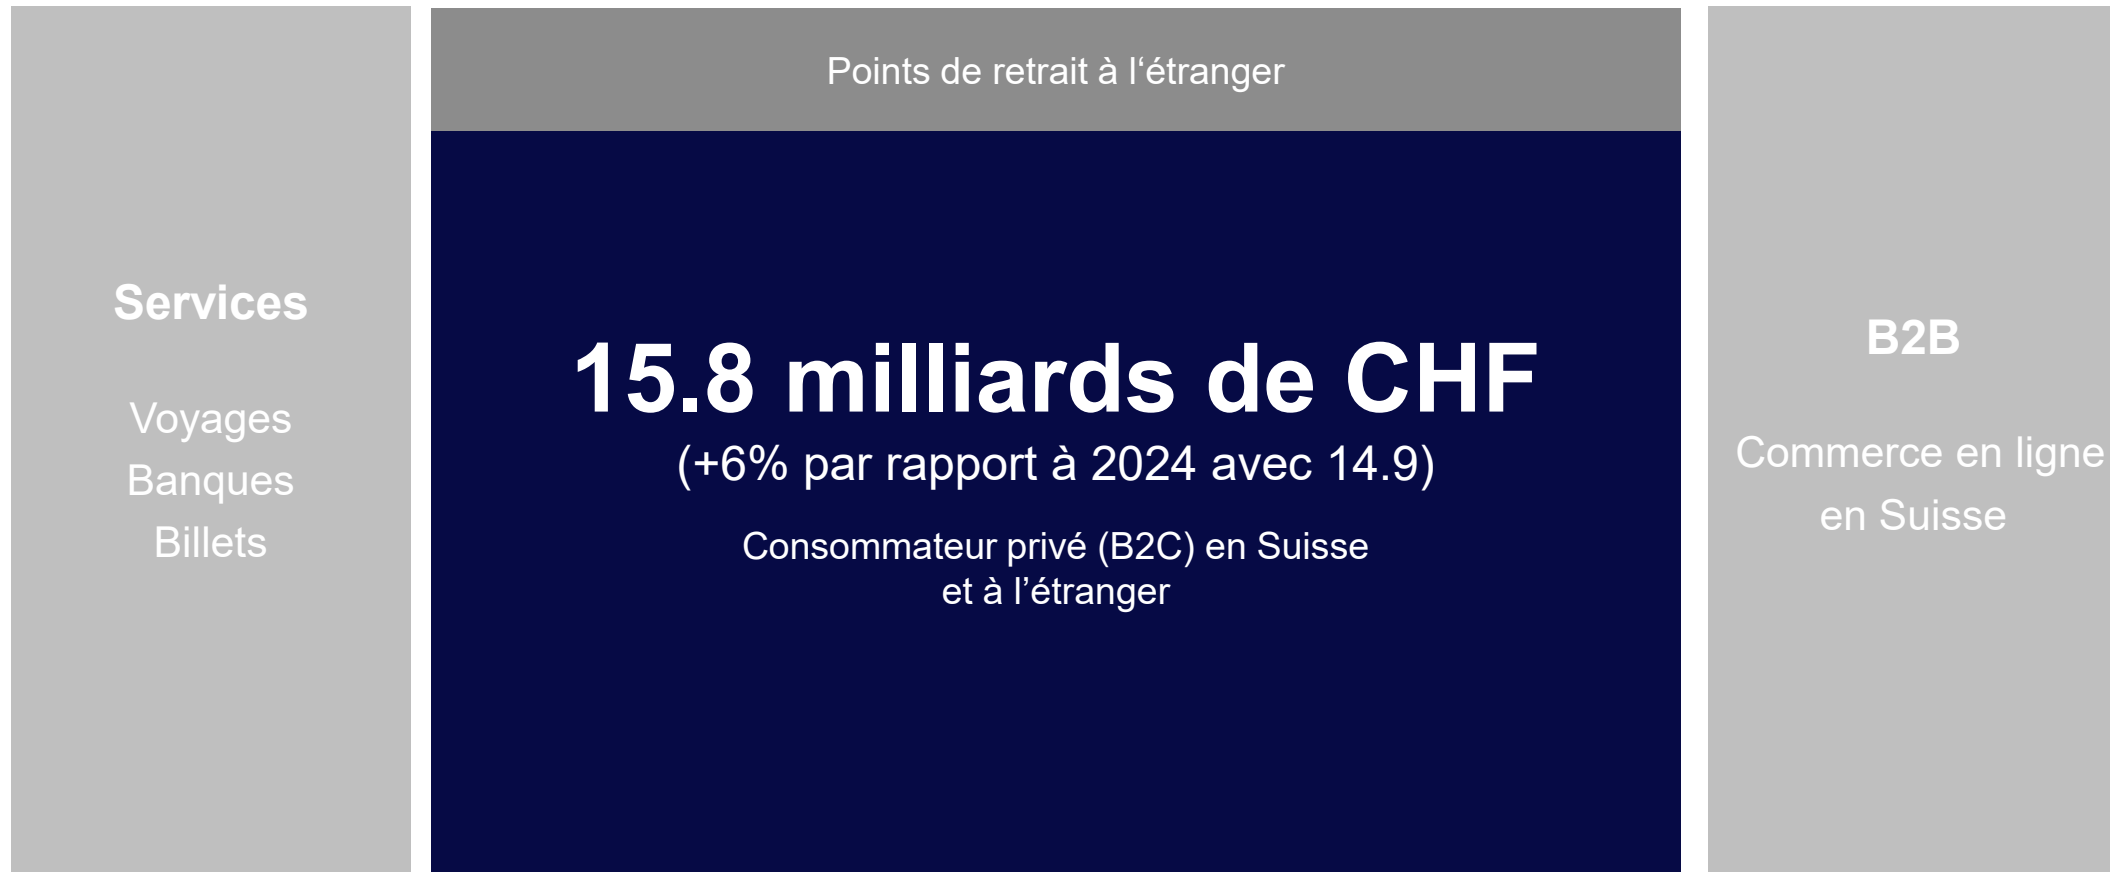 Points de retrait à l‘étranger
Services
Voyages
Banques
Billets
15.8 milliards de CHF
(+6% par rapport à 2024 avec 14.9)
Consommateur privé (B2C) en Suisse
et à l’étranger
B2B
Commerce en ligne
en Suisse